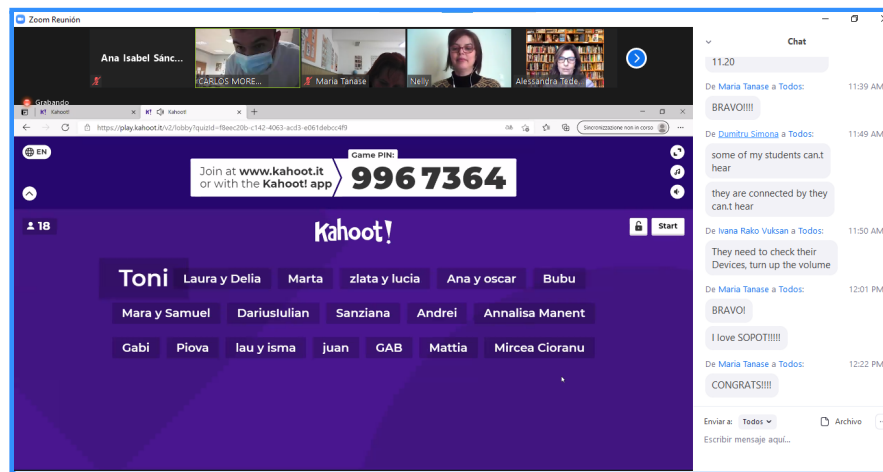 Zoom Reunión
Ana Isabel Sánc...
CARLOS MORE...
Maria Tanase
Nelly
Alessandra Tede...
Grabando
Kahoot!
Kahoot!
https://play.kahoot.it/v2/lobby?quizId=f8aec20b-c142-4063-acd3-e061debcc4f9
Sincronizzazione non in corso
EN
Join at www.kahoot.it
or with the Kahoot! app
Game PIN:
996 7364
18
Kahoot!
Start
Toni Laura y Delia Marta zlata y lucia Ana y oscar Bubu
Mara y Samuel DariusIulian Sanziana Andrei Annalisa Manent
Gabi Piova lau y isma juan GAB Mattia Mircea Cioranu
Chat
11.20
De Maria Tanase a Todos: 11:39 AM
BRAVO!!!!
De Dumitru Simona a Todos: 11:49 AM
some of my students can.t
hear
they are connected by they
can.t hear
De Ivana Rako Vuksan a Todos: 11:50 AM
They need to check their
Devices, turn up the volume
De Maria Tanase a Todos: 12:01 PM
BRAVO!
I love SOPOT!!!!!
De Maria Tanase a Todos: 12:22 PM
CONGRATS!!!!
Enviar a: Todos Archivo
Escribir mensaje aquí...